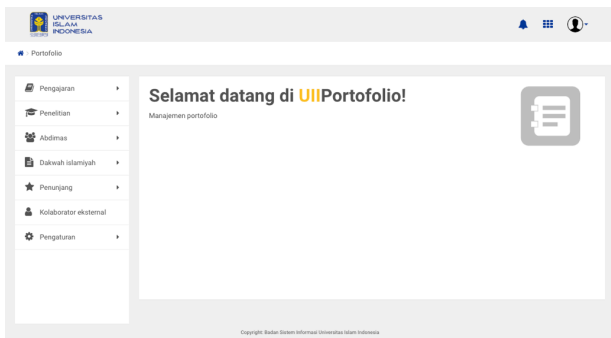 UNIVERSITAS
ISLAM
INDONESIA
Portofolio
Pengajaran
Penelitian
Abdimas
Dakwah islamiyah
Penunjang
Kolaborator eksternal
Pengaturan
Selamat datang di UIIPortofolio!
Manajemen portofolio
Copyright Badan Sistem Informasi Universitas Islam Indonesia